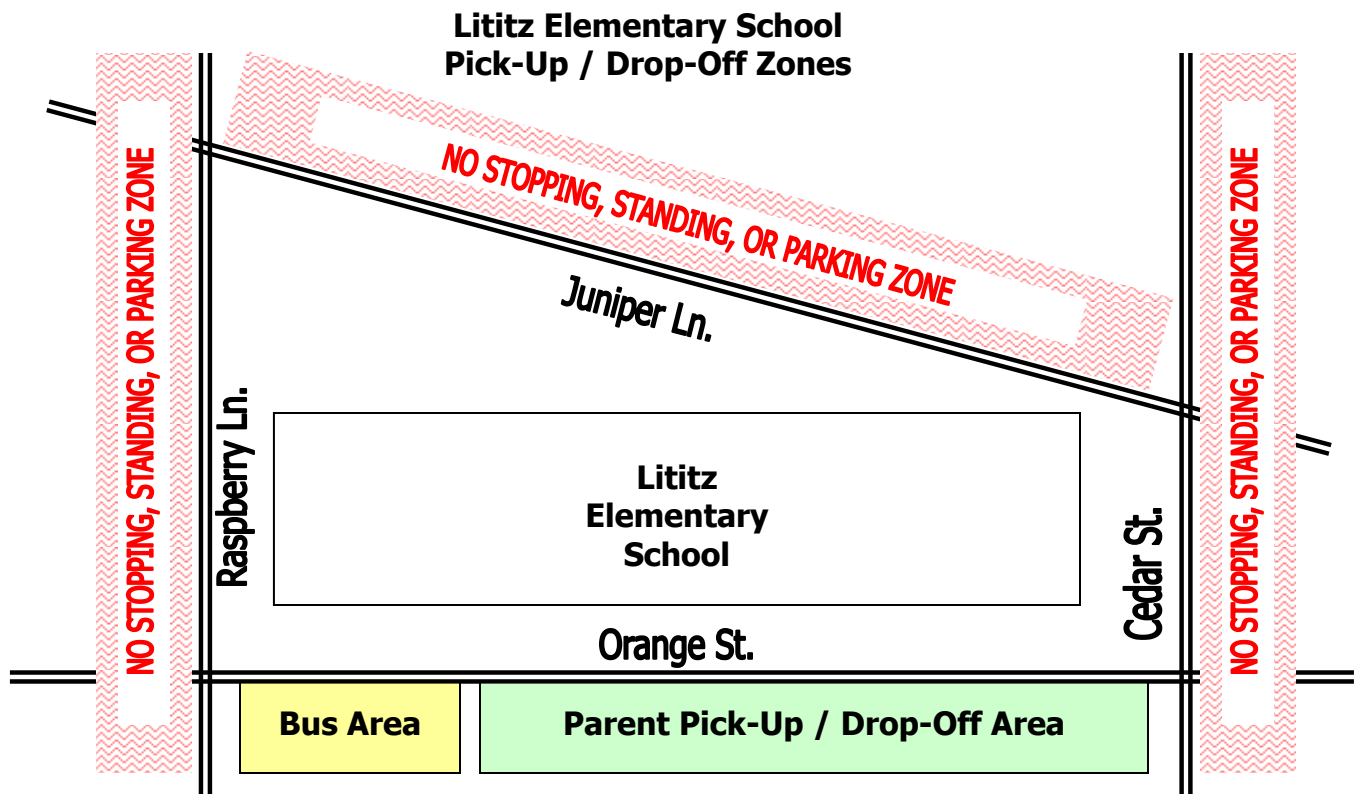 Lititz Elementary School
Pick-Up / Drop-Off Zones
NO STOPPING, STANDING, OR PARKING ZONE
NO STOPPING, STANDING, OR PARKING ZONE
NO STOPPING, STANDING, OR PARKING ZONE
Juniper Ln.
Raspberry Ln.
Lititz
Elementary
School
Cedar St.
Orange St.
Bus Area
Parent Pick-Up / Drop-Off Area